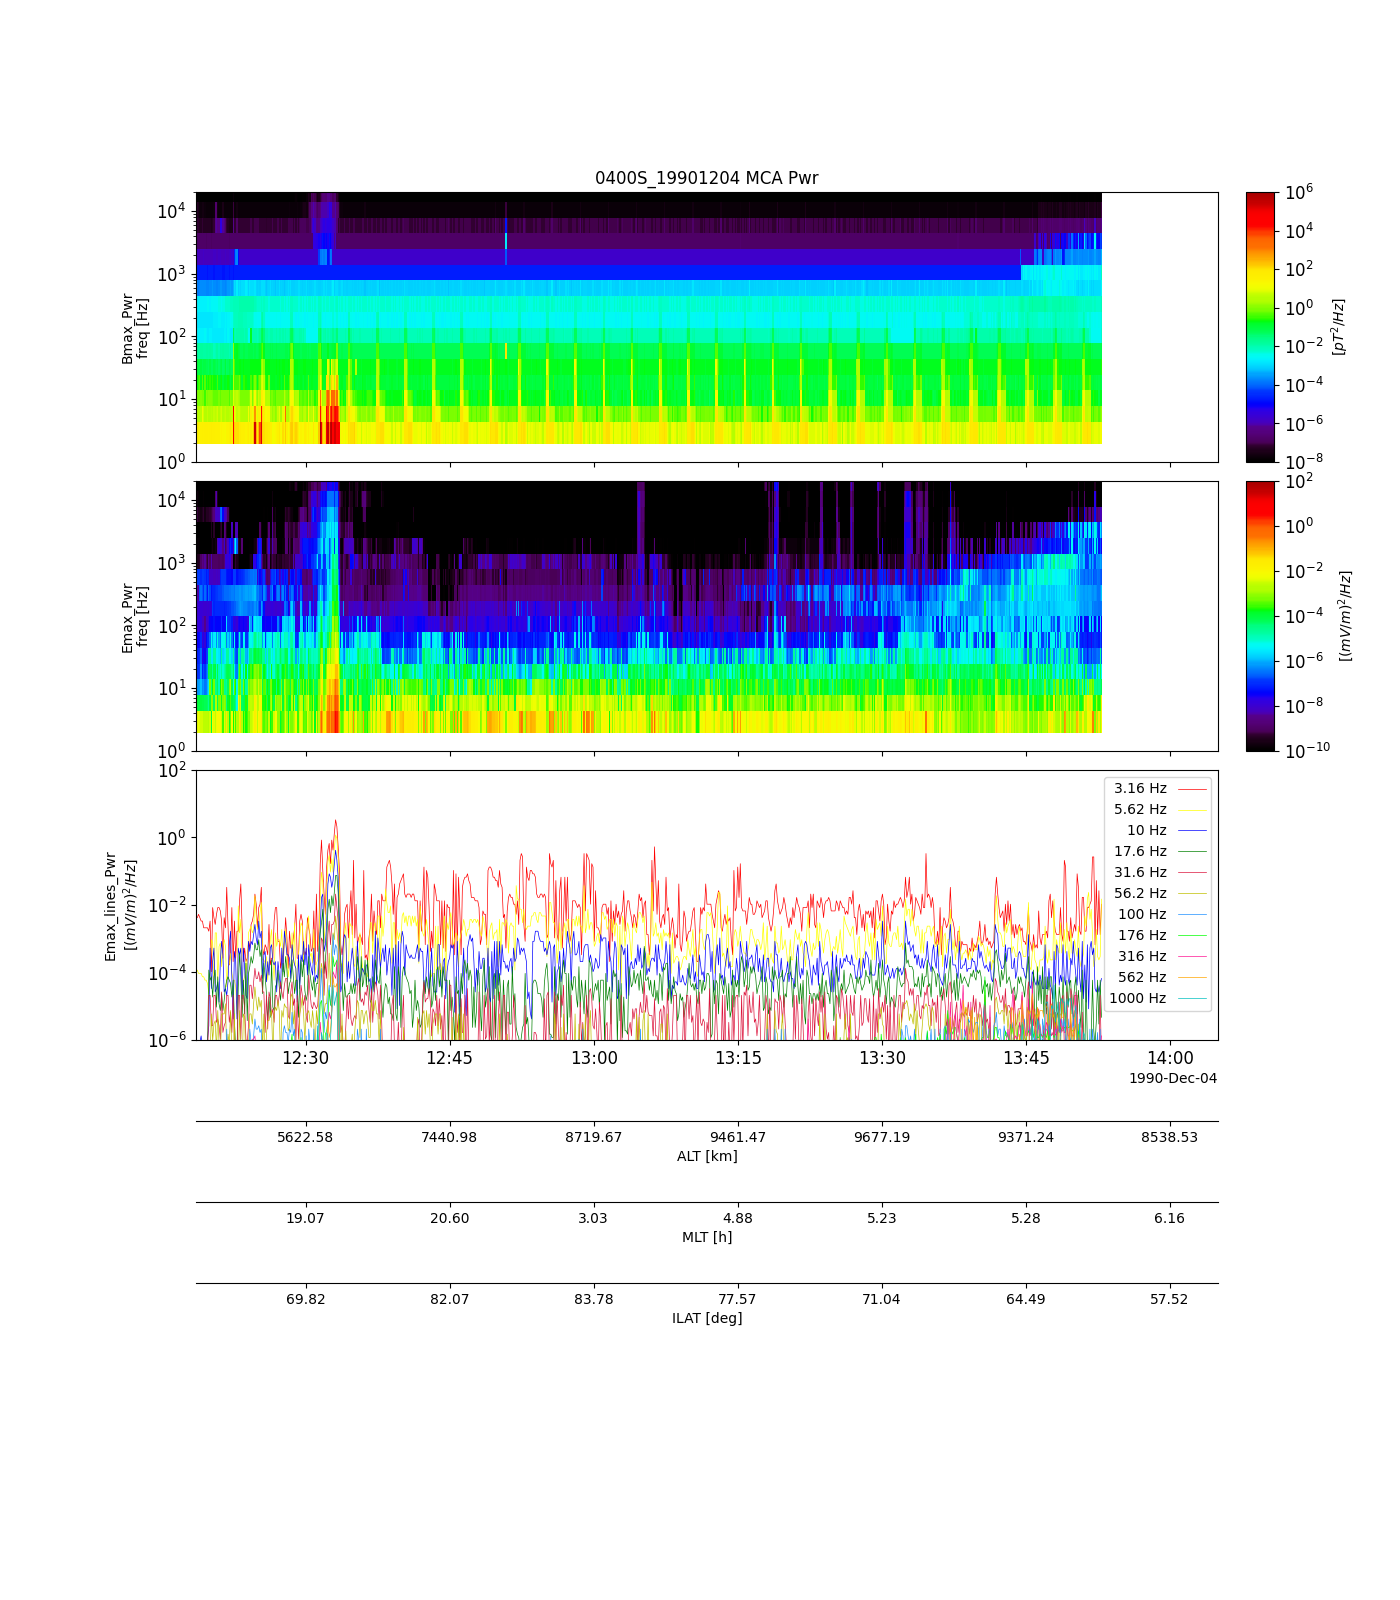 0400S_19901204 MCA Pwr
10^4
10^3
10^2
10^1
10^0
Bmax_Pwr
freq [Hz]
10^6
10^4
10^2
10^0
10^−2
10^−4
10^−6
10^−8
[pT^2/Hz]
10^4
10^3
10^2
10^1
10^0
Emax_Pwr
freq [Hz]
10^2
10^0
10^−2
10^−4
10^−6
10^−8
10^−10
[(mV/m)^2/Hz]
10^2
10^0
10^−2
10^−4
10^−6
Emax_lines_Pwr
[(mV/m)^2/Hz]
3.16 Hz
5.62 Hz
10 Hz
17.6 Hz
31.6 Hz
56.2 Hz
100 Hz
176 Hz
316 Hz
562 Hz
1000 Hz
12:30 12:45 13:00 13:15 13:30 13:45 14:00
1990-Dec-04
5622.58 7440.98 8719.67 9461.47 9677.19 9371.24 8538.53
ALT [km]
19.07 20.60 3.03 4.88 5.23 5.28 6.16
MLT [h]
69.82 82.07 83.78 77.57 71.04 64.49 57.52
ILAT [deg]